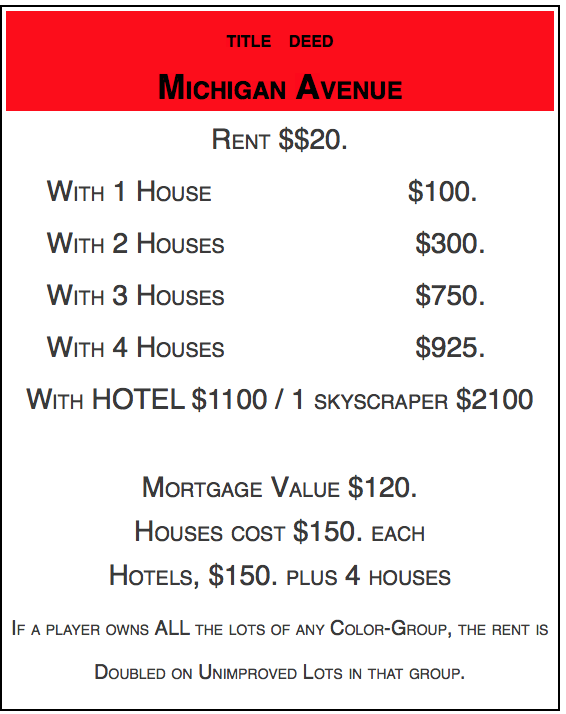 TITLE DEED
MICHIGAN AVENUE
RENT $$20.
WITH 1 HOUSE $100.
WITH 2 HOUSES $300.
WITH 3 HOUSES $750.
WITH 4 HOUSES $925.
WITH HOTEL $1100 / 1 SKYSCRAPER $2100
MORTGAGE VALUE $120.
HOUSES COST $150. EACH
HOTELS, $150. PLUS 4 HOUSES
IF A PLAYER OWNS ALL THE LOTS OF ANY COLOR-GROUP, THE RENT IS
DOUBLED ON UNIMPROVED LOTS IN THAT GROUP.